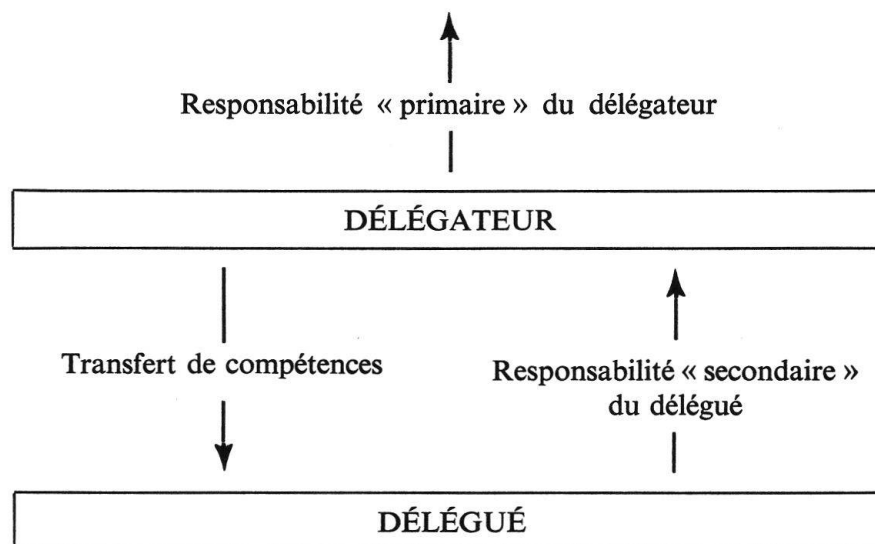 Responsabilité « primaire » du délégateur
DÉLÉGATEUR
Transfert de compétences
Responsabilité « secondaire »
du délégué
DÉLÉGUÉ